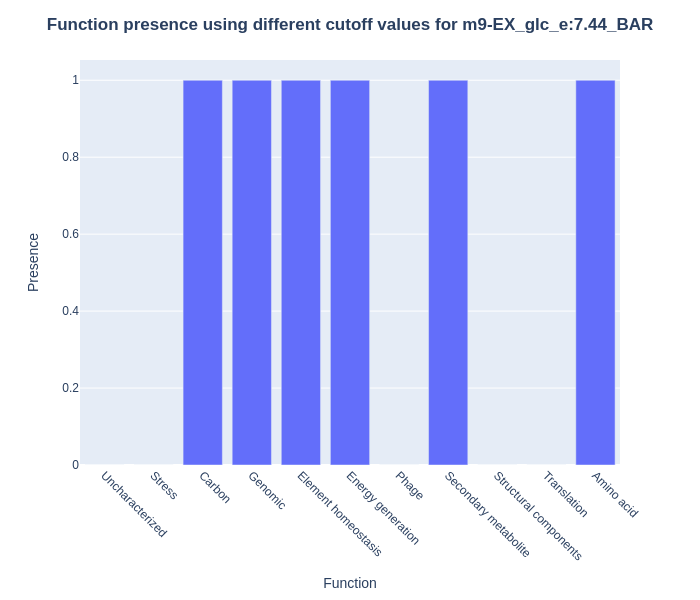 Function presence using different cutoff values for m9-EX_glc_e:7.44_BAR
1
0.8
0.6
0.4
0.2
0
Presence
Uncharacterized
Stress
Carbon
Genomic
Element homeostasis
Energy generation
Phage
Secondary metabolite
Structural components
Translation
Amino acid
Function